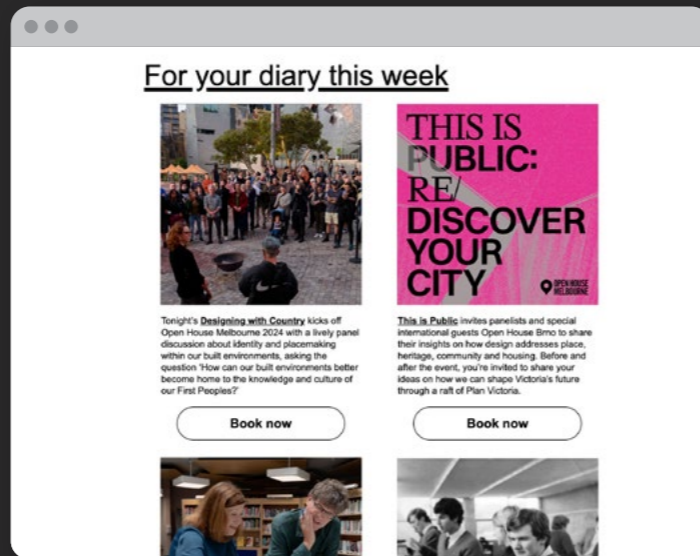 For your diary this week
THIS IS
PUBLIC:
RE/
DISCOVER
YOUR
CITY
OPEN HOUSE
MELBOURNE
Tonight's Designing with Country kicks off
Open House Melbourne 2024 with a lively panel
discussion about identity and placemaking
within our built environments, asking the
question 'How can our built environments better
become home to the knowledge and culture of
our First Peoples?'
Book now
This is Public invites panelists and special
international guests Open House Brno to share
their insights on how design addresses place,
heritage, community and housing. Before and
after the event, you're invited to share your
ideas on how we can shape Victoria's future
through a raft of Plan Victoria.
Book now